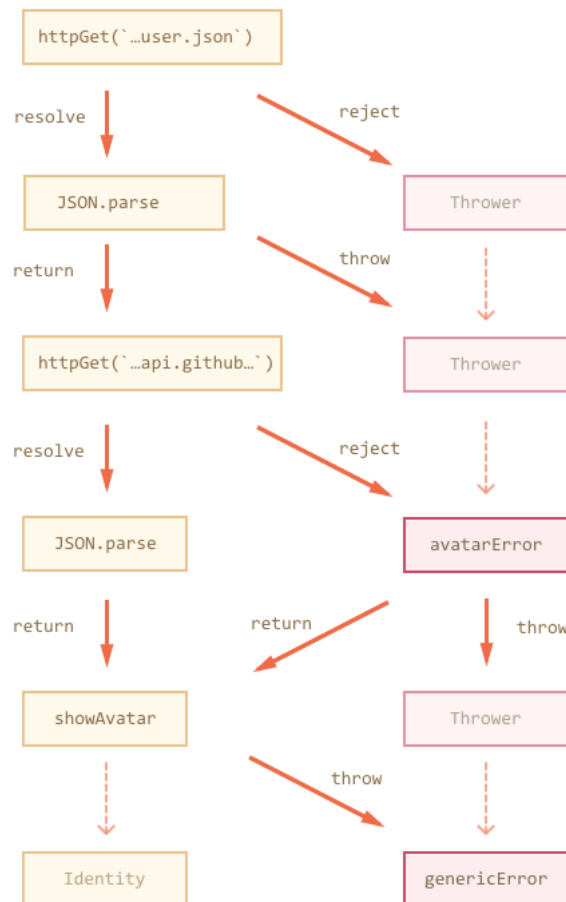 httpGet(`…user.json`)
resolve
reject
JSON.parse
Thrower
return
throw
httpGet(`…api.github…`)
Thrower
resolve
reject
JSON.parse
avatarError
return
return
throw
showAvatar
Thrower
throw
Identity
genericError